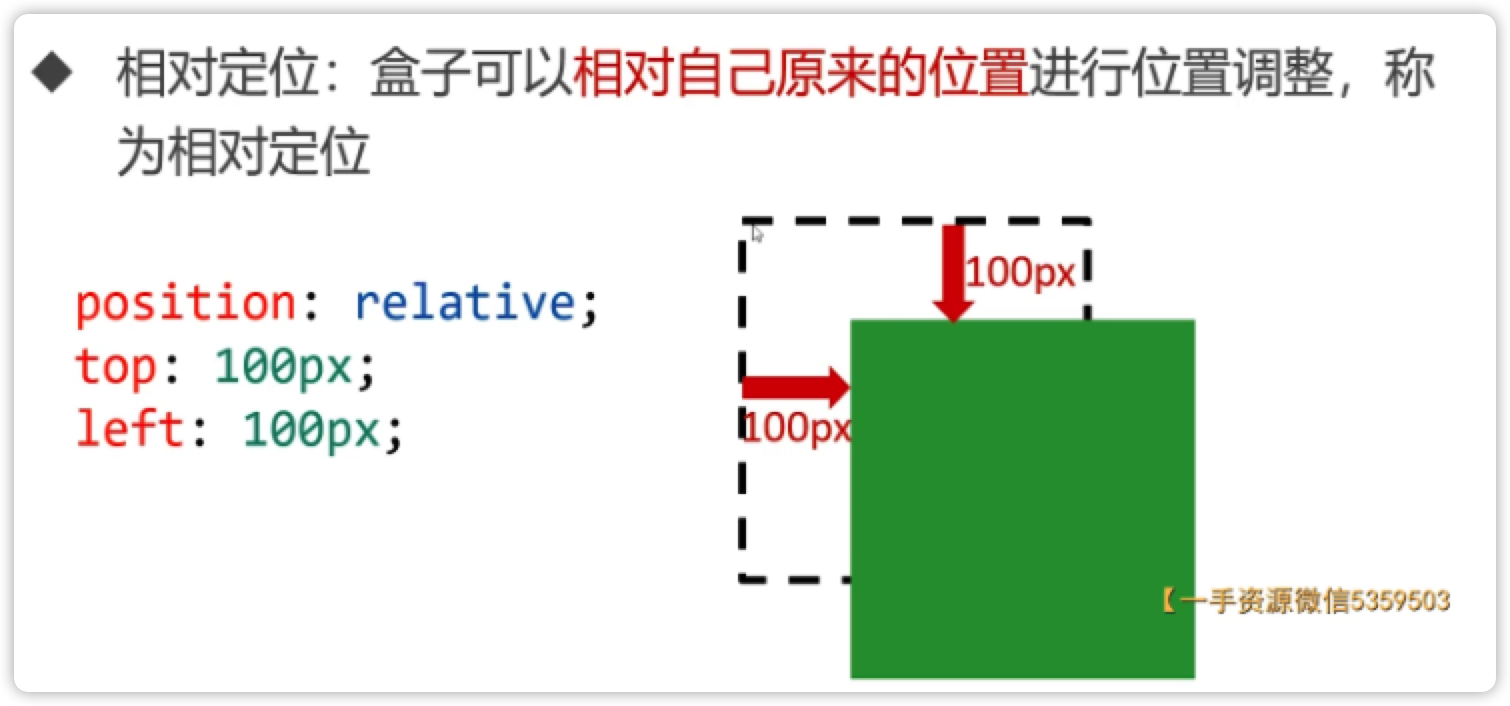 ◆ 相对定位：盒子可以相对自己原来的位置进行位置调整，称
为相对定位
position: relative;
top: 100px;
left: 100px;
100px
100px
【一手资源微信5359503